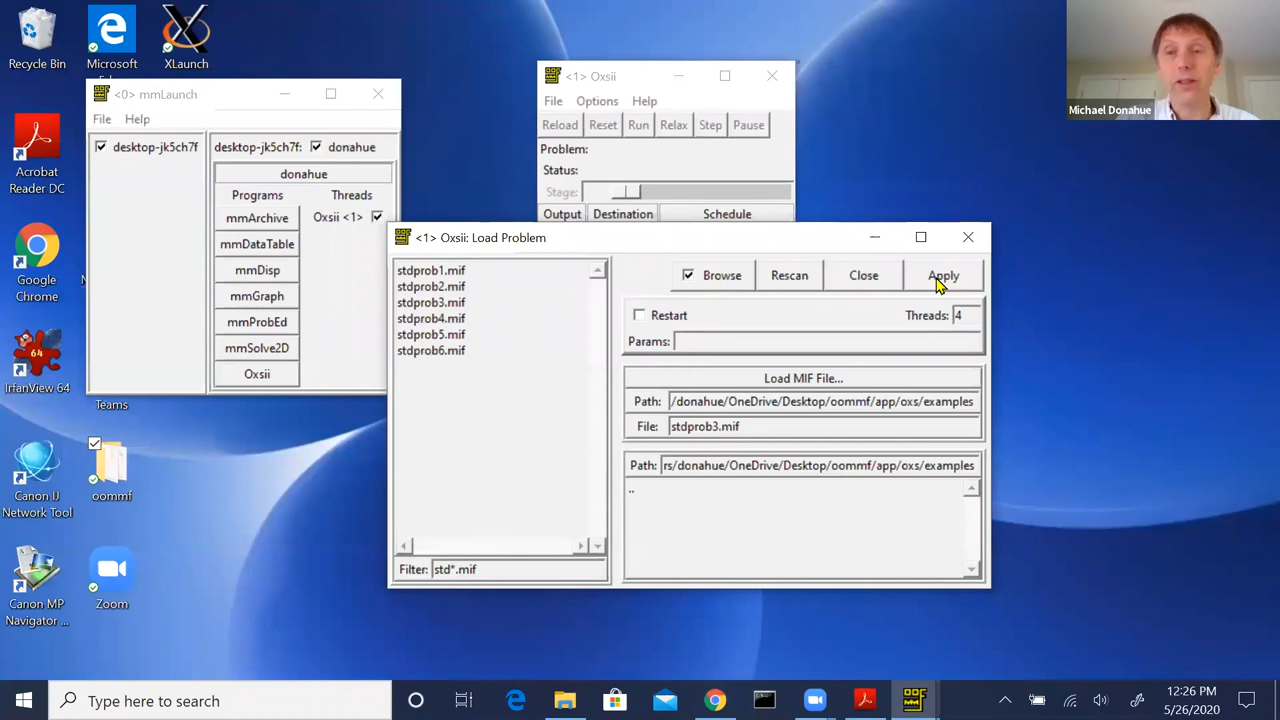 Recycle Bin
Microsoft
XLaunch
Acrobat
Reader DC
Google
Chrome
IrfanView 64
Teams
Canon IJ
Network Tool
oommf
Canon MP
Navigator ...
Zoom
<0> mmLaunch
File Help
desktop-jk5ch7f
desktop-jk5ch7f: donahue
donahue
Programs Threads
mmArchive Oxsii <1>
mmDataTable
mmDisp
mmGraph
mmProbEd
mmSolve2D
Oxsii
<1> Oxsii
File Options Help
Reload Reset Run Relax Step Pause
Problem:
Status:
Stage:
Output Destination Schedule
<1> Oxsii: Load Problem
stdprob1.mif
stdprob2.mif
stdprob3.mif
stdprob4.mif
stdprob5.mif
stdprob6.mif
Filter: std*.mif
Browse Rescan Close Apply
Restart Threads: 4
Params:
Load MIF File...
Path: /donahue/OneDrive/Desktop/oommf/app/oxs/examples
File: stdprob3.mif
Path: rs/donahue/OneDrive/Desktop/oommf/app/oxs/examples
..
Michael Donahue
Type here to search
12:26 PM
5/26/2020